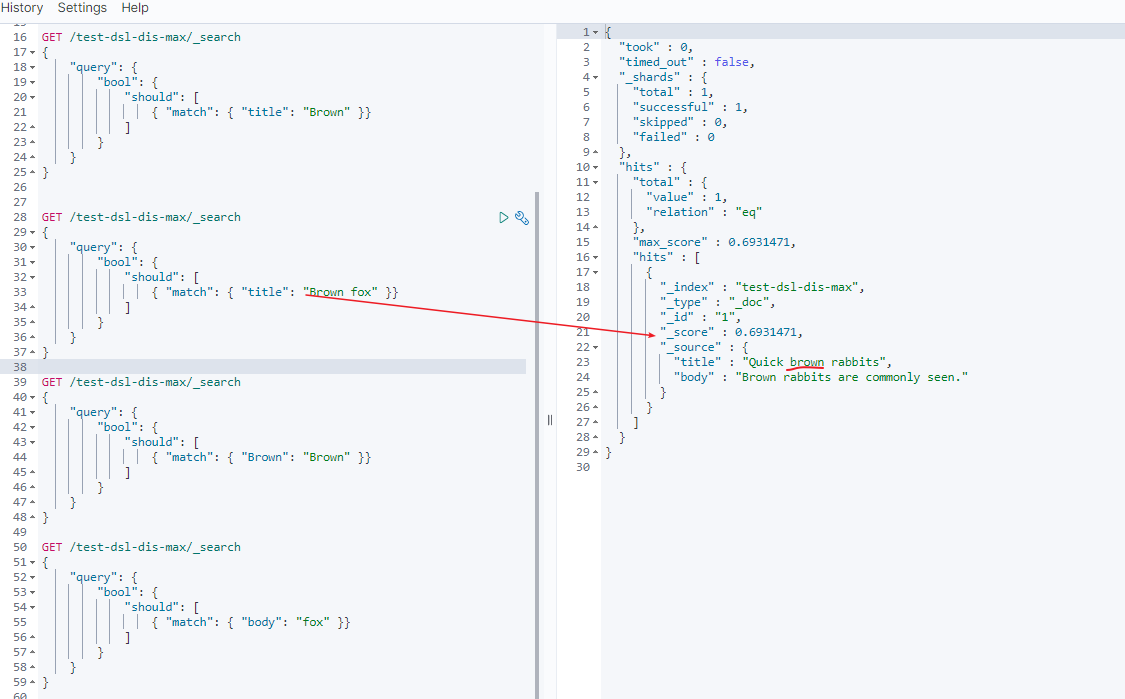 History Settings Help
15
16 GET /test-dsl-dis-max/_search
17 {
18 "query": {
19 "bool": {
20 "should": [
21 { "match": { "title": "Brown" }}
22 ]
23 }
24 }
25 }
26
27
28 GET /test-dsl-dis-max/_search
29 {
30 "query": {
31 "bool": {
32 "should": [
33 { "match": { "title": "Brown fox" }}
34 ]
35 }
36 }
37 }
38
39 GET /test-dsl-dis-max/_search
40 {
41 "query": {
42 "bool": {
43 "should": [
44 { "match": { "Brown": "Brown" }}
45 ]
46 }
47 }
48 }
49
50 GET /test-dsl-dis-max/_search
51 {
52 "query": {
53 "bool": {
54 "should": [
55 { "match": { "body": "fox" }}
56 ]
57 }
58 }
59 }
60
1 {
2 "took" : 0,
3 "timed_out" : false,
4 "_shards" : {
5 "total" : 1,
6 "successful" : 1,
7 "skipped" : 0,
8 "failed" : 0
9 },
10 "hits" : {
11 "total" : {
12 "value" : 1,
13 "relation" : "eq"
14 },
15 "max_score" : 0.6931471,
16 "hits" : [
17 {
18 "_index" : "test-dsl-dis-max",
19 "_type" : "_doc",
20 "_id" : "1",
21 "_score" : 0.6931471,
22 "_source" : {
23 "title" : "Quick brown rabbits",
24 "body" : "Brown rabbits are commonly seen."
25 }
26 }
27 ]
28 }
29 }
30